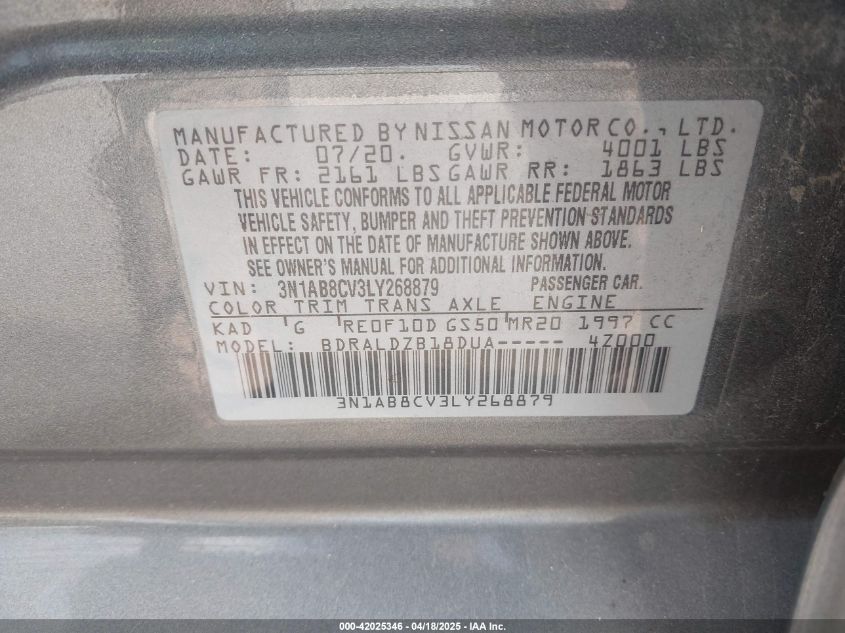 MANUFACTURED BY NISSAN MOTOR CO., LTD.
DATE: 07/20. GVWR: 4001 LBS
GAWR FR: 2161 LBS GAWR RR: 1863 LBS
THIS VEHICLE CONFORMS TO ALL APPLICABLE FEDERAL MOTOR
VEHICLE SAFETY, BUMPER AND THEFT PREVENTION STANDARDS
IN EFFECT ON THE DATE OF MANUFACTURE SHOWN ABOVE.
SEE OWNER'S MANUAL FOR ADDITIONAL INFORMATION.
VIN: 3N1AB8CV3LY268879 PASSENGER CAR.
COLOR TRIM TRANS AXLE ENGINE
KAD G RE0F10D GS50 MR20 1997 CC
MODEL: BDRALDZB18DUA----- 4Z000
3N1AB8CV3LY268879
000-42025346 - 04/18/2025 - IAA Inc.